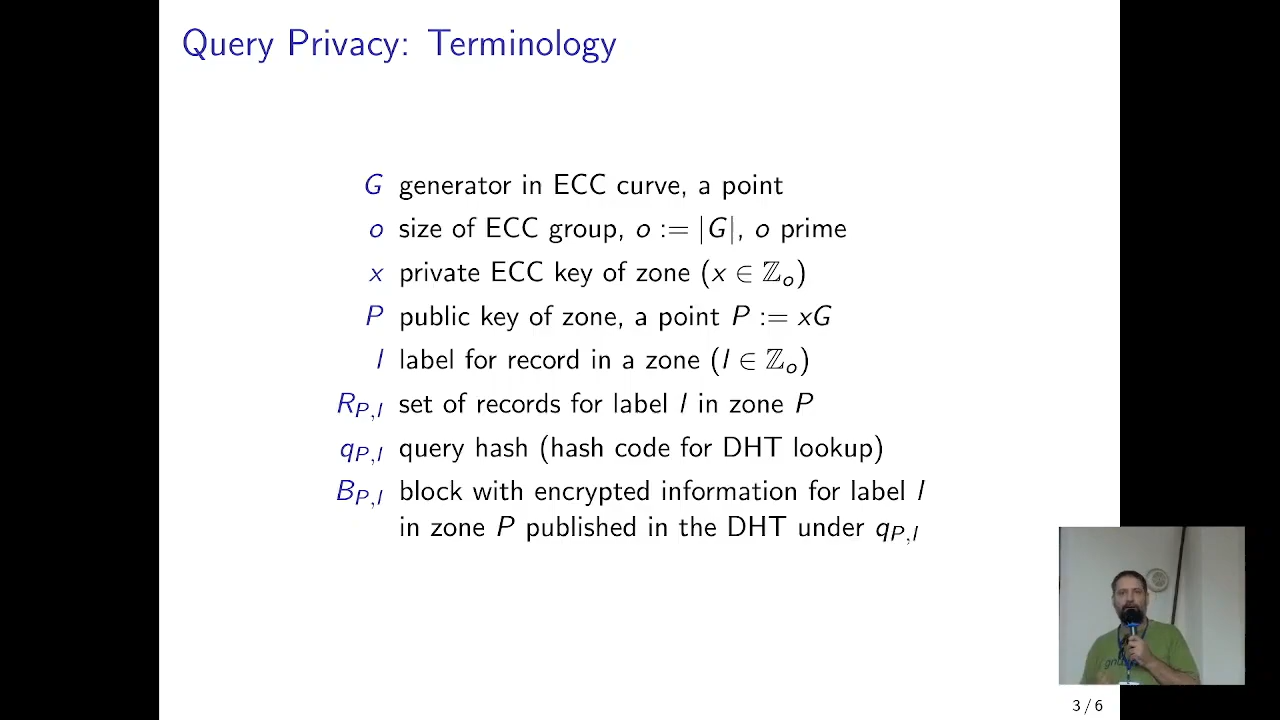 Query Privacy: Terminology
G generator in ECC curve, a point
o size of ECC group, o := |G|, o prime
x private ECC key of zone (x ∈ ℤ_o)
P public key of zone, a point P := xG
l label for record in a zone (l ∈ ℤ_o)
R_{P,l} set of records for label l in zone P
q_{P,l} query hash (hash code for DHT lookup)
B_{P,l} block with encrypted information for label l
in zone P published in the DHT under q_{P,l}
3 / 6